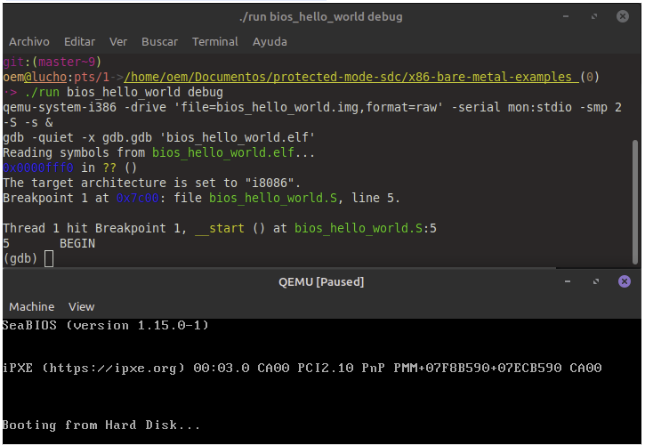 ./run bios_hello_world debug
Archivo Editar Ver Buscar Terminal Ayuda
git:(master~9)
oem@lucho:pts/1->/home/oem/Documentos/protected-mode-sdc/x86-bare-metal-examples (0)
-> ./run bios_hello_world debug
qemu-system-i386 -drive 'file=bios_hello_world.img,format=raw' -serial mon:stdio -smp 2
-S -s &
gdb -quiet -x gdb.gdb 'bios_hello_world.elf'
Reading symbols from bios_hello_world.elf...
0x0000fff0 in ?? ()
The target architecture is set to "i8086".
Breakpoint 1 at 0x7c00: file bios_hello_world.S, line 5.
Thread 1 hit Breakpoint 1, __start () at bios_hello_world.S:5
5 BEGIN
(gdb)
QEMU [Paused]
Machine View
SeaBIOS (version 1.15.0-1)
iPXE (https://ipxe.org) 00:03.0 CA00 PCI2.10 PnP PMM+07F8B590+07ECB590 CA00
Booting from Hard Disk...